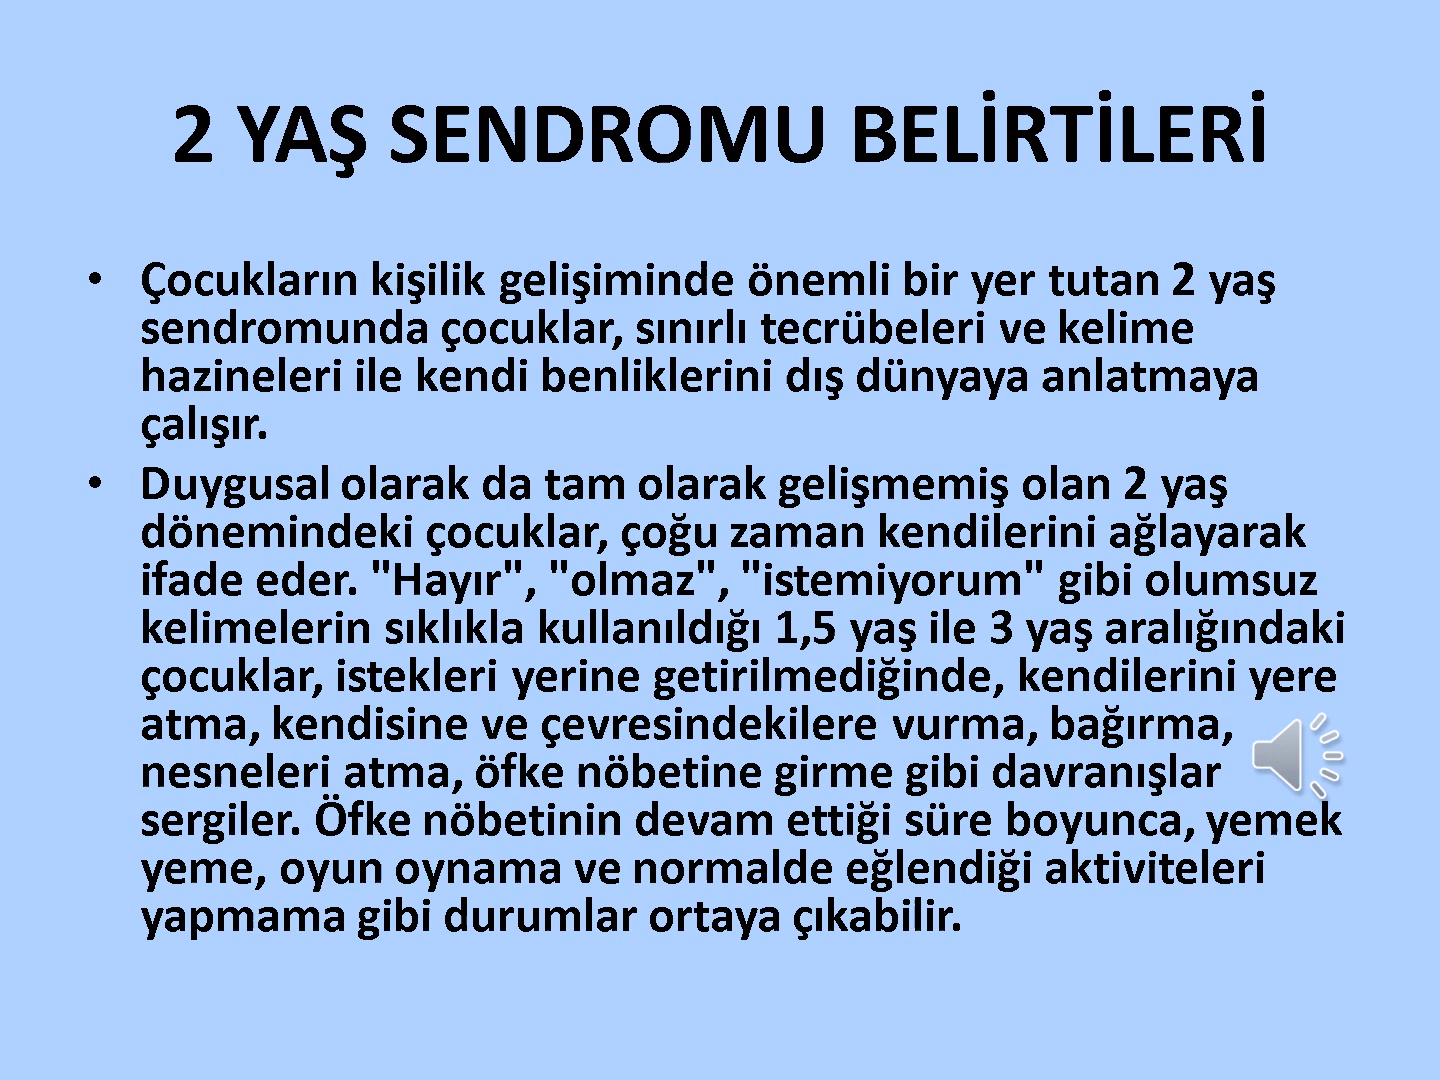 2 YAŞ SENDROMU BELİRTİLERİ
• Çocukların kişilik gelişiminde önemli bir yer tutan 2 yaş
sendromunda çocuklar, sınırlı tecrübeleri ve kelime
hazineleri ile kendi benliklerini dış dünyaya anlatmaya
çalışır.
• Duygusal olarak da tam olarak gelişmemiş olan 2 yaş
dönemindeki çocuklar, çoğu zaman kendilerini ağlayarak
ifade eder. "Hayır", "olmaz", "istemiyorum" gibi olumsuz
kelimelerin sıklıkla kullanıldığı 1,5 yaş ile 3 yaş aralığındaki
çocuklar, istekleri yerine getirilmediğinde, kendilerini yere
atma, kendisine ve çevresindekilere vurma, bağırma,
nesneleri atma, öfke nöbetine girme gibi davranışlar
sergiler. Öfke nöbetinin devam ettiği süre boyunca, yemek
yeme, oyun oynama ve normalde eğlendiği aktiviteleri
yapmama gibi durumlar ortaya çıkabilir.